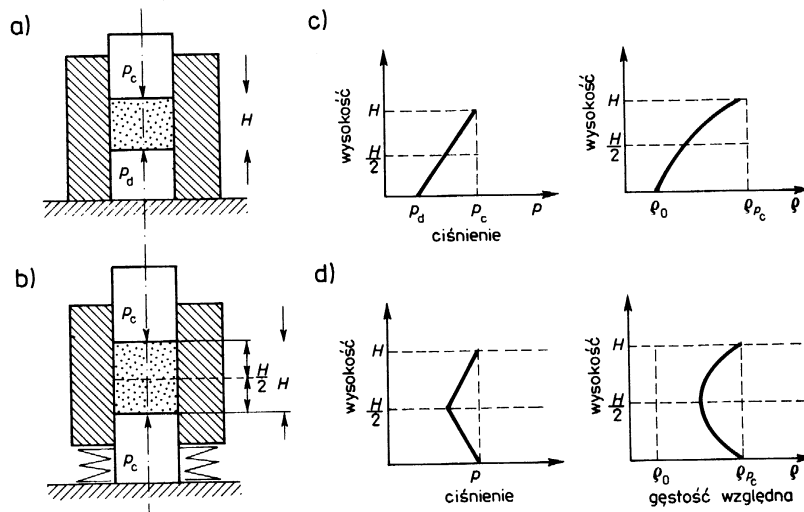 a)
p_c
p_d
H
b)
p_c
p_c
H/2
H
c)
wysokość
H
H/2
p_d p_c p
ciśnienie
wysokość
H
H/2
ϱ_0 ϱ_{p_c} ϱ
d)
wysokość
H
H/2
p
ciśnienie
wysokość
H
H/2
ϱ_0 ϱ_{p_c} ϱ
gęstość względna